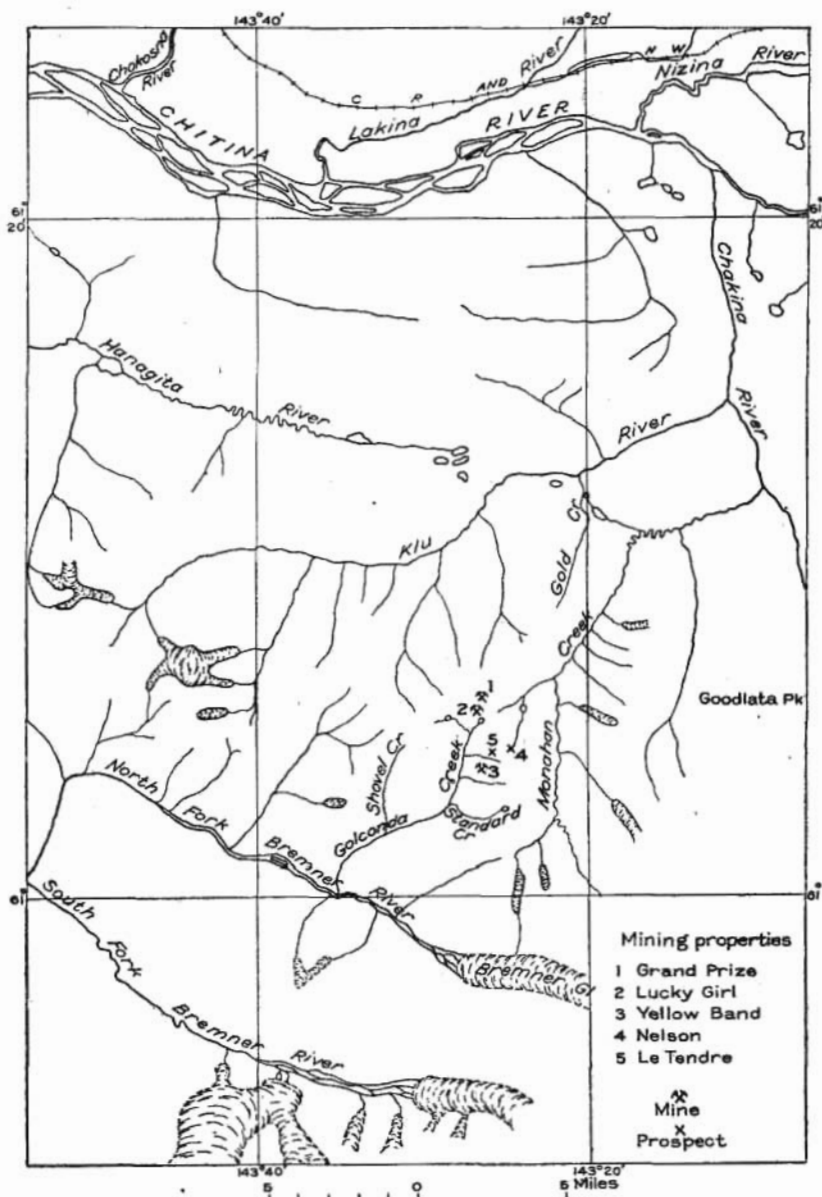 143°40'
143°20'
Chokosna
River
C R AND N W
River
Nizina
River
CHITINA
Lakina
RIVER
61°
20'
61°
20'
Chakina
River
Hanagita
River
River
Klu
Gold
Cr
Creek
Goodlata Pk
1
2
5
4
3
Shovel Cr
Creek
Monahan
Golconda
Standard
Cr
North
Fork
Bremner
River
61°
61°
South
Fork
Bremner
River
Bremner Gl
Mining properties
1 Grand Prize
2 Lucky Girl
3 Yellow Band
4 Nelson
5 Le Tendre
Mine
Prospect
143°40'
143°20'
5 0 5 Miles